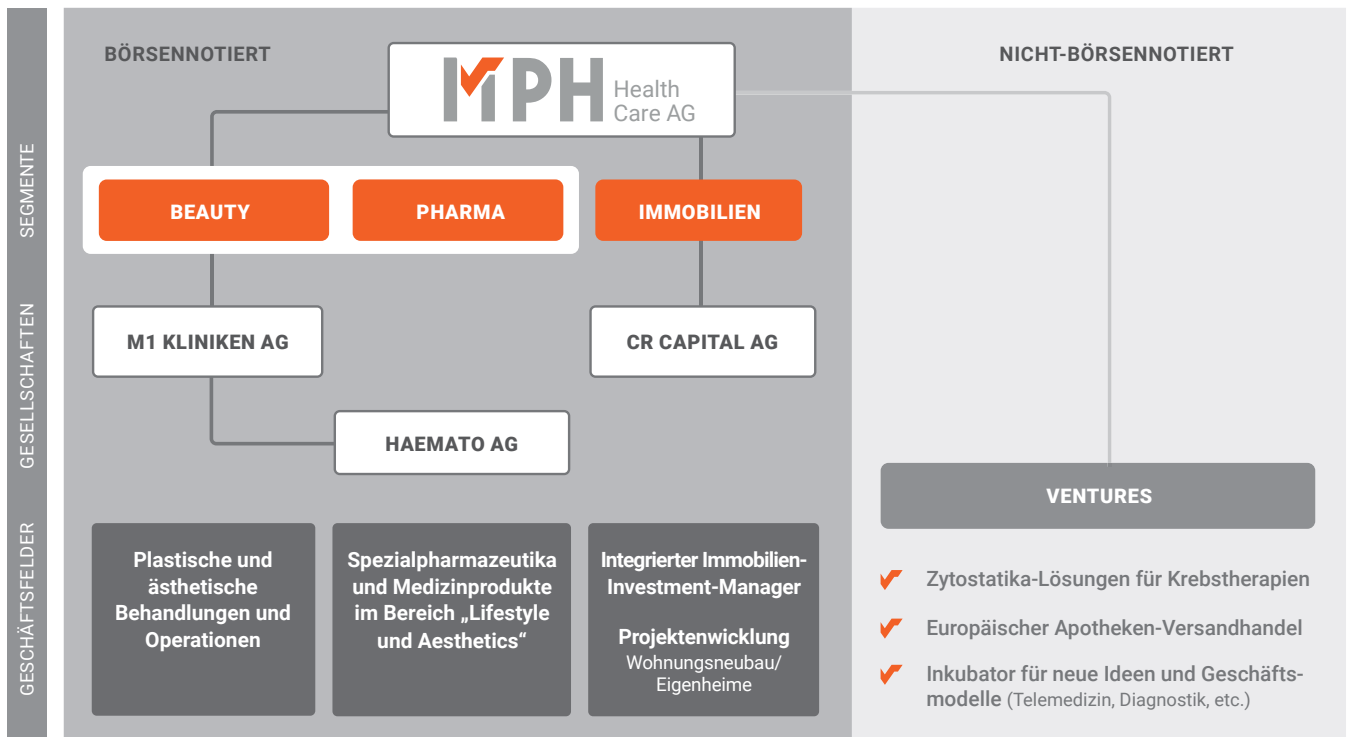 BÖRSENNOTIERT
MPH Health
Care AG
NICHT-BÖRSENNOTIERT
SEGMENTE
BEAUTY
PHARMA
IMMOBILIEN
GESELLSCHAFTEN
M1 KLINIKEN AG
CR CAPITAL AG
HAEMATO AG
VENTURES
GESCHÄFTSFELDER
Plastische und
ästhetische
Behandlungen und
Operationen
Spezialpharmazeutika
und Medizinprodukte
im Bereich „Lifestyle
und Aesthetics“
Integrierter Immobilien-
Investment-Manager
Projektenwicklung
Wohnungsneubau/
Eigenheime
Zytostatika-Lösungen für Krebstherapien
Europäischer Apotheken-Versandhandel
Inkubator für neue Ideen und Geschäfts-
modelle (Telemedizin, Diagnostik, etc.)